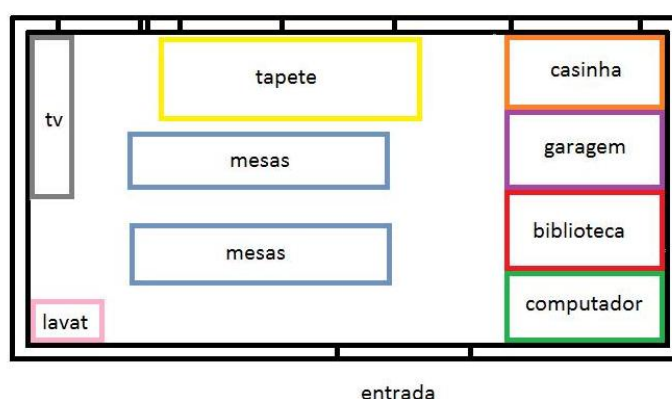 tapete
casinha
tv
garagem
mesas
biblioteca
mesas
computador
lavat
entrada